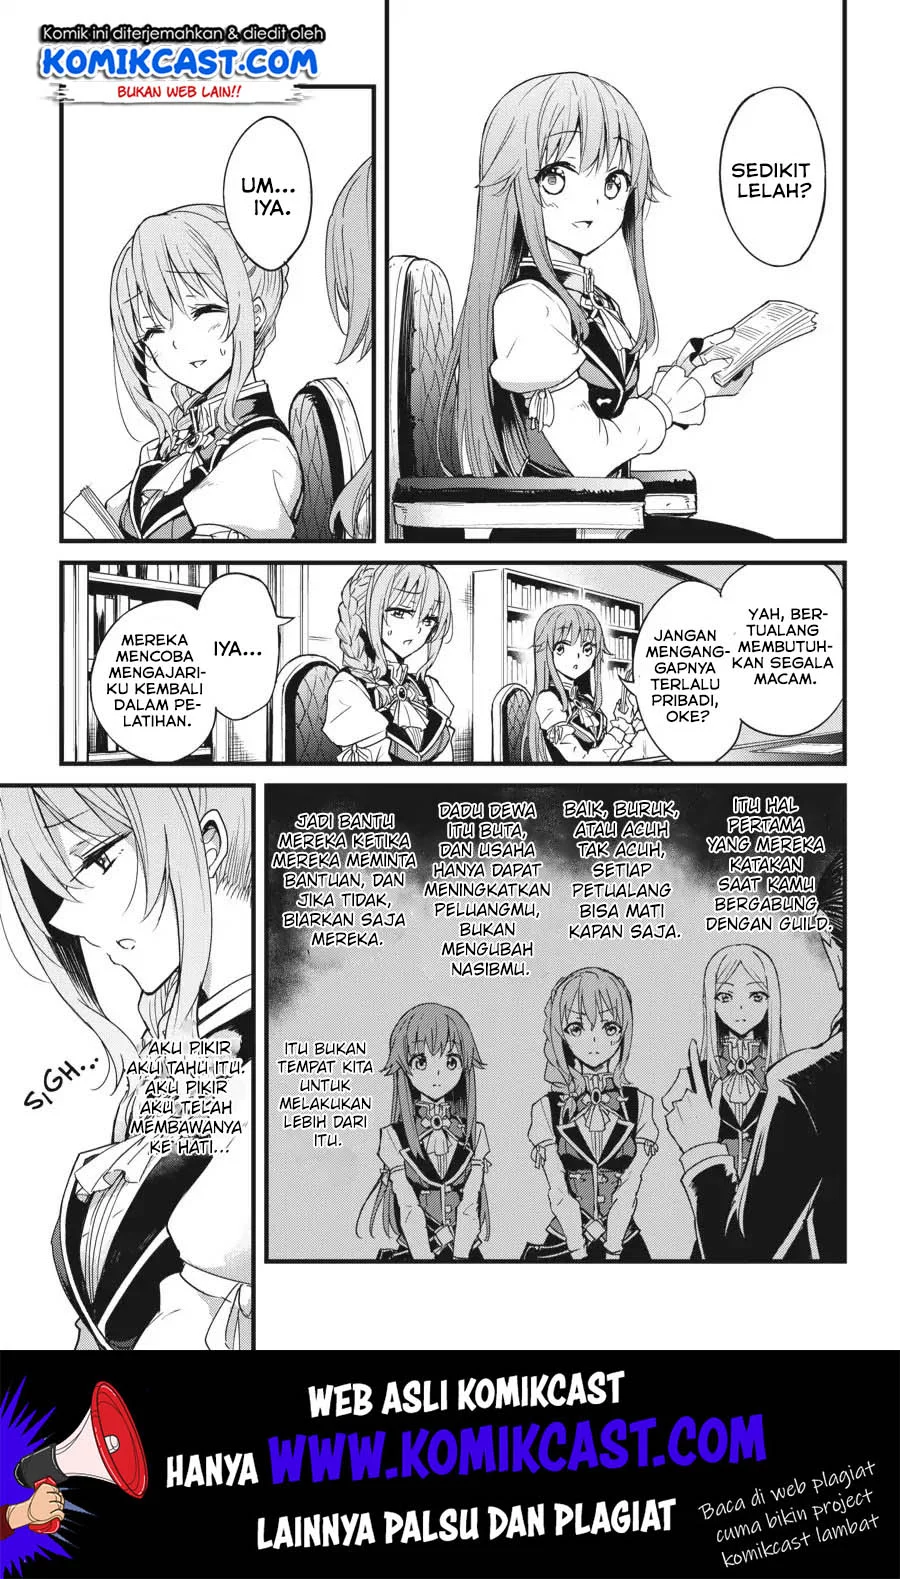 Komik ini diterjemahkan & diedit oleh
KOMIKCAST.COM
BUKAN WEB LAIN!!
SEDIKIT
LELAH?
UM...
IYA.
YAH, BER-
TUALANG
MEMBUTUH-
KAN SEGALA
MACAM.
JANGAN
MENGANG-
GAPNYA
TERLALU
PRIBADI,
OKE?
IYA...
MEREKA
MENCOBA
MENGAJARI-
KU KEMBALI
DALAM PE-
LATIHAN.
ITU HAL
PERTAMA
YANG MEREKA
KATAKAN
SAAT KAMU
BERGABUNG
DENGAN GUILD.
BAIK, BURUK,
ATAU ACUH
TAK ACUH,
SETIAP
PETUALANG
BISA MATI
KAPAN SAJA.
DADU DEWA
ITU BUTA,
DAN USAHA
HANYA DAPAT
MENINGKATKAN
PELUANGMU,
BUKAN
MENGUBAH
NASIBMU.
JADI BANTU
MEREKA KETIKA
MEREKA MEMINTA
BANTUAN, DAN
JIKA TIDAK,
BIARKAN SAJA
MEREKA.
ITU BUKAN
TEMPAT KITA
UNTUK
MELAKUKAN
LEBIH DARI
ITU.
SIGH...
AKU PIKIR
AKU TAHU ITU.
AKU PIKIR
AKU TELAH
MEMBAWANYA
KE HATI...
WEB ASLI KOMIKCAST
HANYA WWW.KOMIKCAST.COM
LAINNYA PALSU DAN PLAGIAT
Baca di web plagiat
cuma bikin project
komikcast lambat